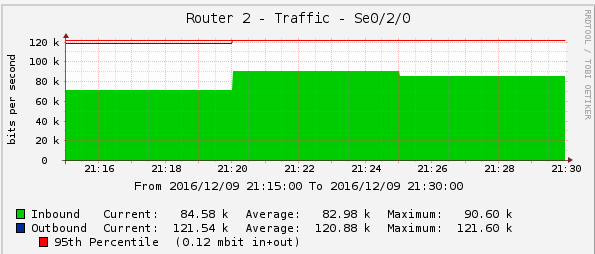 Router 2 - Traffic - Se0/2/0
RRDTOOL / TOBI OETIKER
bits per second
120 k
100 k
80 k
60 k
40 k
20 k
0
21:16 21:18 21:20 21:22 21:24 21:26 21:28 21:30
From 2016/12/09 21:15:00 To 2016/12/09 21:30:00
Inbound Current: 84.58 k Average: 82.98 k Maximum: 90.60 k
Outbound Current: 121.54 k Average: 120.88 k Maximum: 121.60 k
95th Percentile (0.12 mbit in+out)